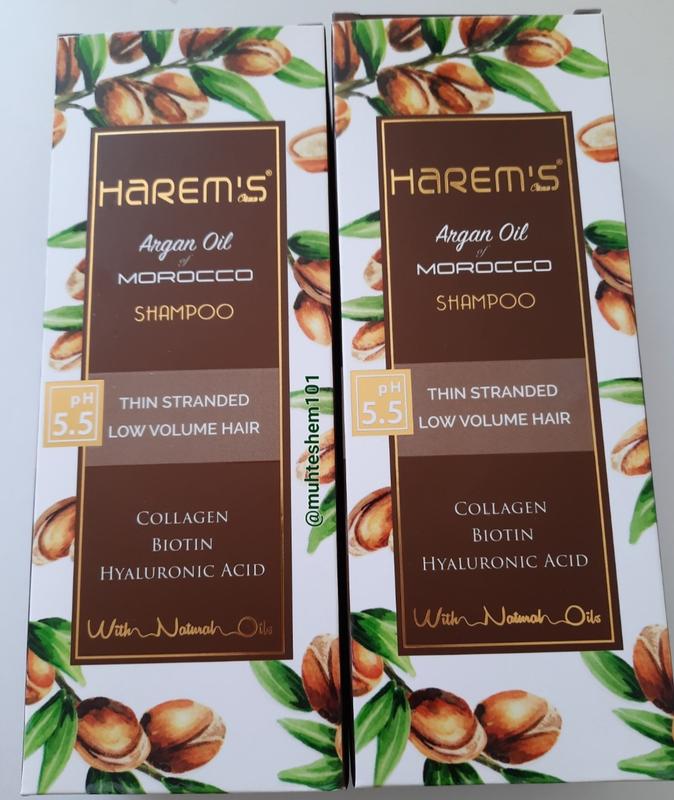 HAREM'S®
Argan Oil
of
MOROCCO
SHAMPOO
pH
5.5
THIN STRANDED
LOW VOLUME HAIR
COLLAGEN
BIOTIN
HYALURONIC ACID
With Natural Oils
@muhteshem101
HAREM'S®
Argan Oil
of
MOROCCO
SHAMPOO
pH
5.5
THIN STRANDED
LOW VOLUME HAIR
COLLAGEN
BIOTIN
HYALURONIC ACID
With Natural Oils